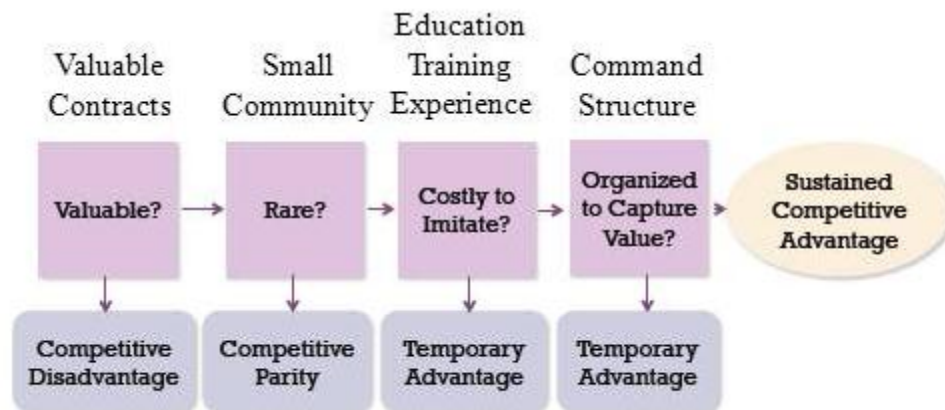 Valuable
Contracts
Small
Community
Education
Training
Experience
Command
Structure
Valuable?
Rare?
Costly to
Imitate?
Organized
to Capture
Value?
Sustained
Competitive
Advantage
Competitive
Disadvantage
Competitive
Parity
Temporary
Advantage
Temporary
Advantage